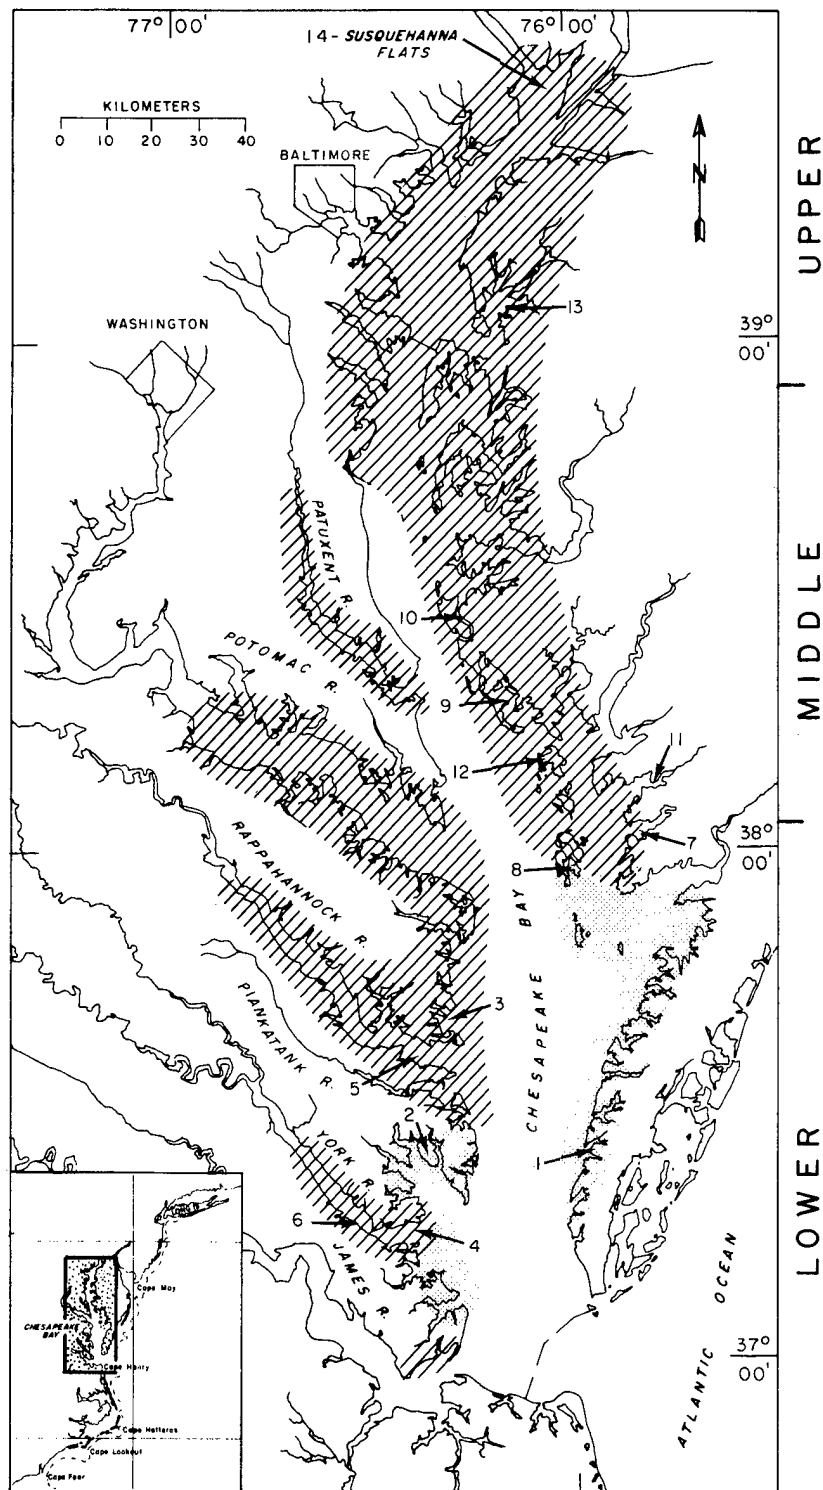 77° 00'
76° 00'
14 - SUSQUEHANNA
FLATS
KILOMETERS
0 10 20 30 40
BALTIMORE
N
UPPER
13
39°
00'
WASHINGTON
PATUXENT R.
MIDDLE
10
POTOMAC R.
9
11
12
38°
00'
7
8
RAPPAHANNOCK R.
CHESAPEAKE BAY
3
PIANKATANK R.
5
2
1
YORK R.
LOWER
6
4
JAMES R.
ATLANTIC OCEAN
37°
00'
Cape May
CHESAPEAKE
BAY
Cape Henry
Cape Hatteras
Cape Lookout
Cape Fear